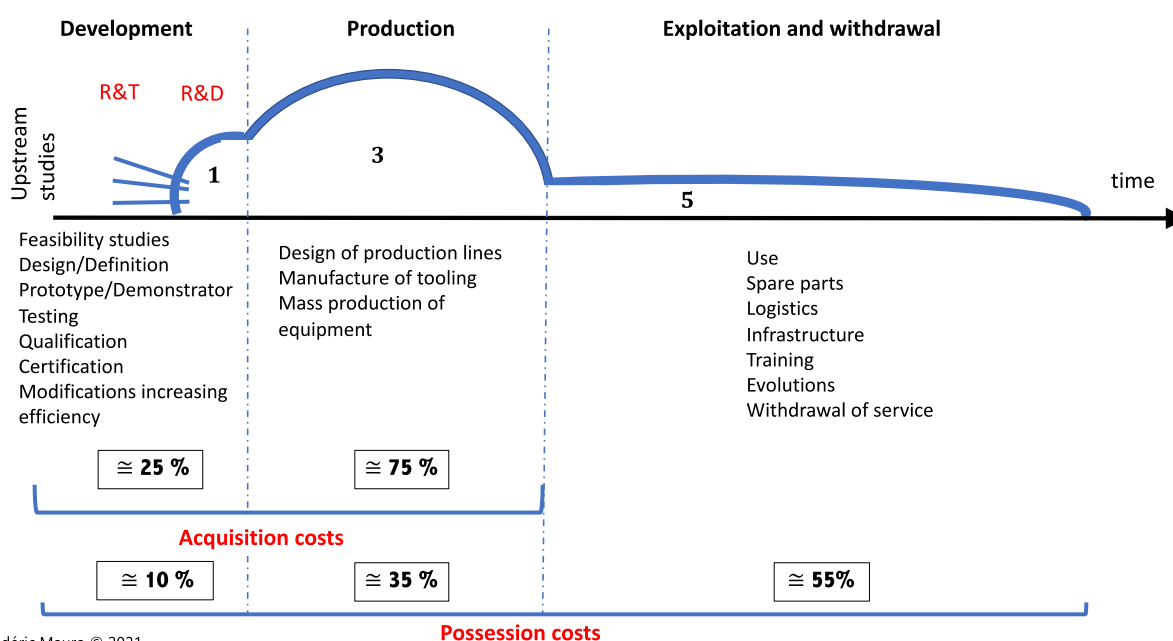 Development
Production
Exploitation and withdrawal
R&T
R&D
Upstream
studies
1
3
5
time
Feasibility studies
Design/Definition
Prototype/Demonstrator
Testing
Qualification
Certification
Modifications increasing
efficiency
Design of production lines
Manufacture of tooling
Mass production of
equipment
Use
Spare parts
Logistics
Infrastructure
Training
Evolutions
Withdrawal of service
≅ 25 %
≅ 75 %
Acquisition costs
≅ 10 %
≅ 35 %
≅ 55%
Possession costs
© 2021